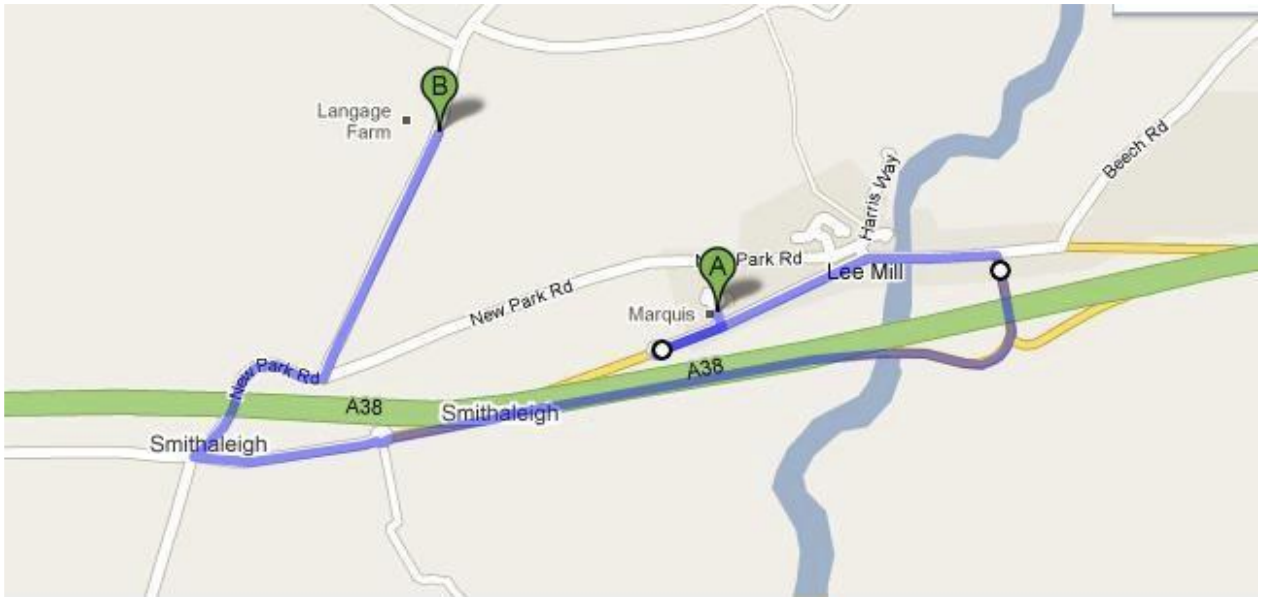 B
Langage
Farm
Beech Rd
Harris Way
New Park Rd
A
Lee Mill
New Park Rd
Marquis
A38
New Park Rd
A38
Smithaleigh
Smithaleigh